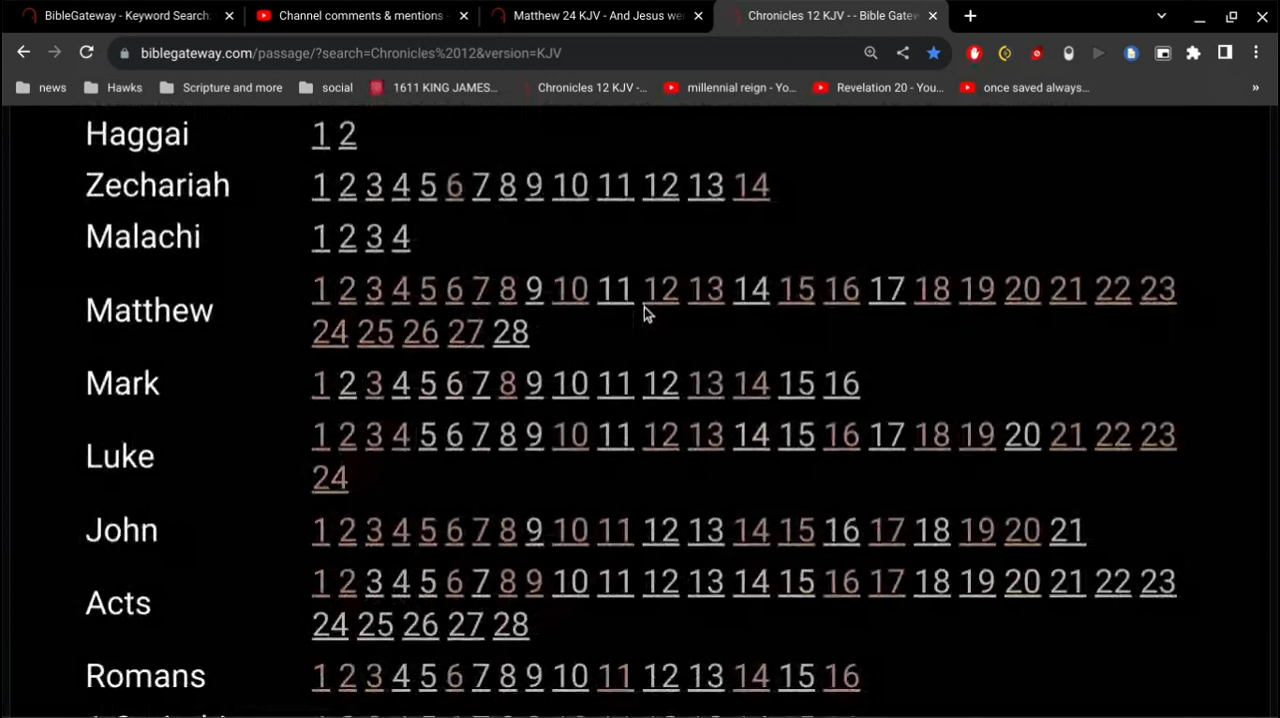 BibleGateway - Keyword Search:
Channel comments & mentions -
Matthew 24 KJV - And Jesus we
Chronicles 12 KJV - - Bible Gatew
biblegateway.com/passage/?search=Chronicles%2012&version=KJV
news Hawks Scripture and more social 1611 KING JAMES... Chronicles 12 KJV -... millennial reign - Yo... Revelation 20 - You... once saved always... »
Haggai 1 2
Zechariah 1 2 3 4 5 6 7 8 9 10 11 12 13 14
Malachi 1 2 3 4
Matthew 1 2 3 4 5 6 7 8 9 10 11 12 13 14 15 16 17 18 19 20 21 22 23
24 25 26 27 28
Mark 1 2 3 4 5 6 7 8 9 10 11 12 13 14 15 16
Luke 1 2 3 4 5 6 7 8 9 10 11 12 13 14 15 16 17 18 19 20 21 22 23
24
John 1 2 3 4 5 6 7 8 9 10 11 12 13 14 15 16 17 18 19 20 21
Acts 1 2 3 4 5 6 7 8 9 10 11 12 13 14 15 16 17 18 19 20 21 22 23
24 25 26 27 28
Romans 1 2 3 4 5 6 7 8 9 10 11 12 13 14 15 16